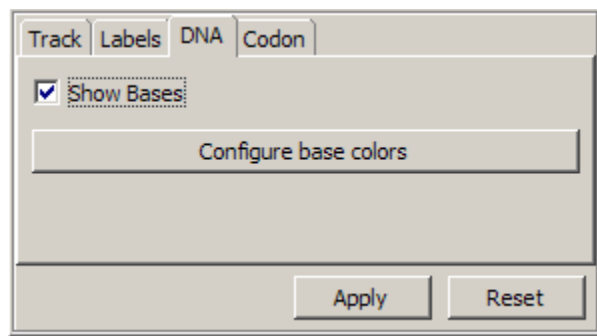 Track Labels DNA Codon
Show Bases
Configure base colors
Apply Reset